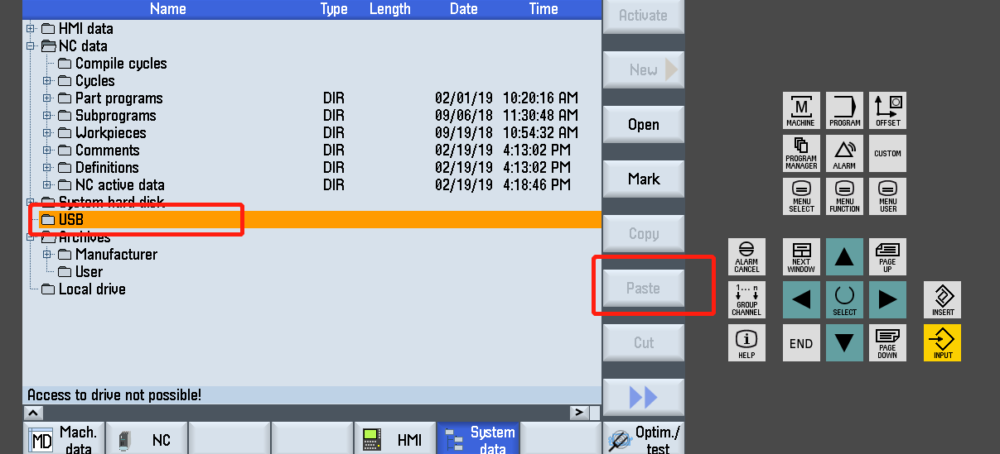 Name Type Length Date Time
HMI data
NC data
Compile cycles
Cycles
Part programs DIR 02/01/19 10:20:16 AM
Subprograms DIR 09/06/18 11:30:48 AM
Workpieces DIR 09/19/18 10:54:32 AM
Comments DIR 02/19/19 4:13:02 PM
Definitions DIR 02/19/19 4:13:02 PM
NC active data DIR 02/19/19 4:18:46 PM
System hard disk
USB
Archives
Manufacturer
User
Local drive
Access to drive not possible!
Activate
New
Open
Mark
Copy
Paste
Cut
MD Mach.
data
NC
HMI
System
data
Optim./
test
M
MACHINE
PROGRAM
OFFSET
PROGRAM
MANAGER
ALARM
CUSTOM
MENU
SELECT
MENU
FUNCTION
MENU
USER
ALARM
CANCEL
NEXT
WINDOW
PAGE
UP
1... n
GROUP
CHANNEL
SELECT
INSERT
i
HELP
END
PAGE
DOWN
INPUT